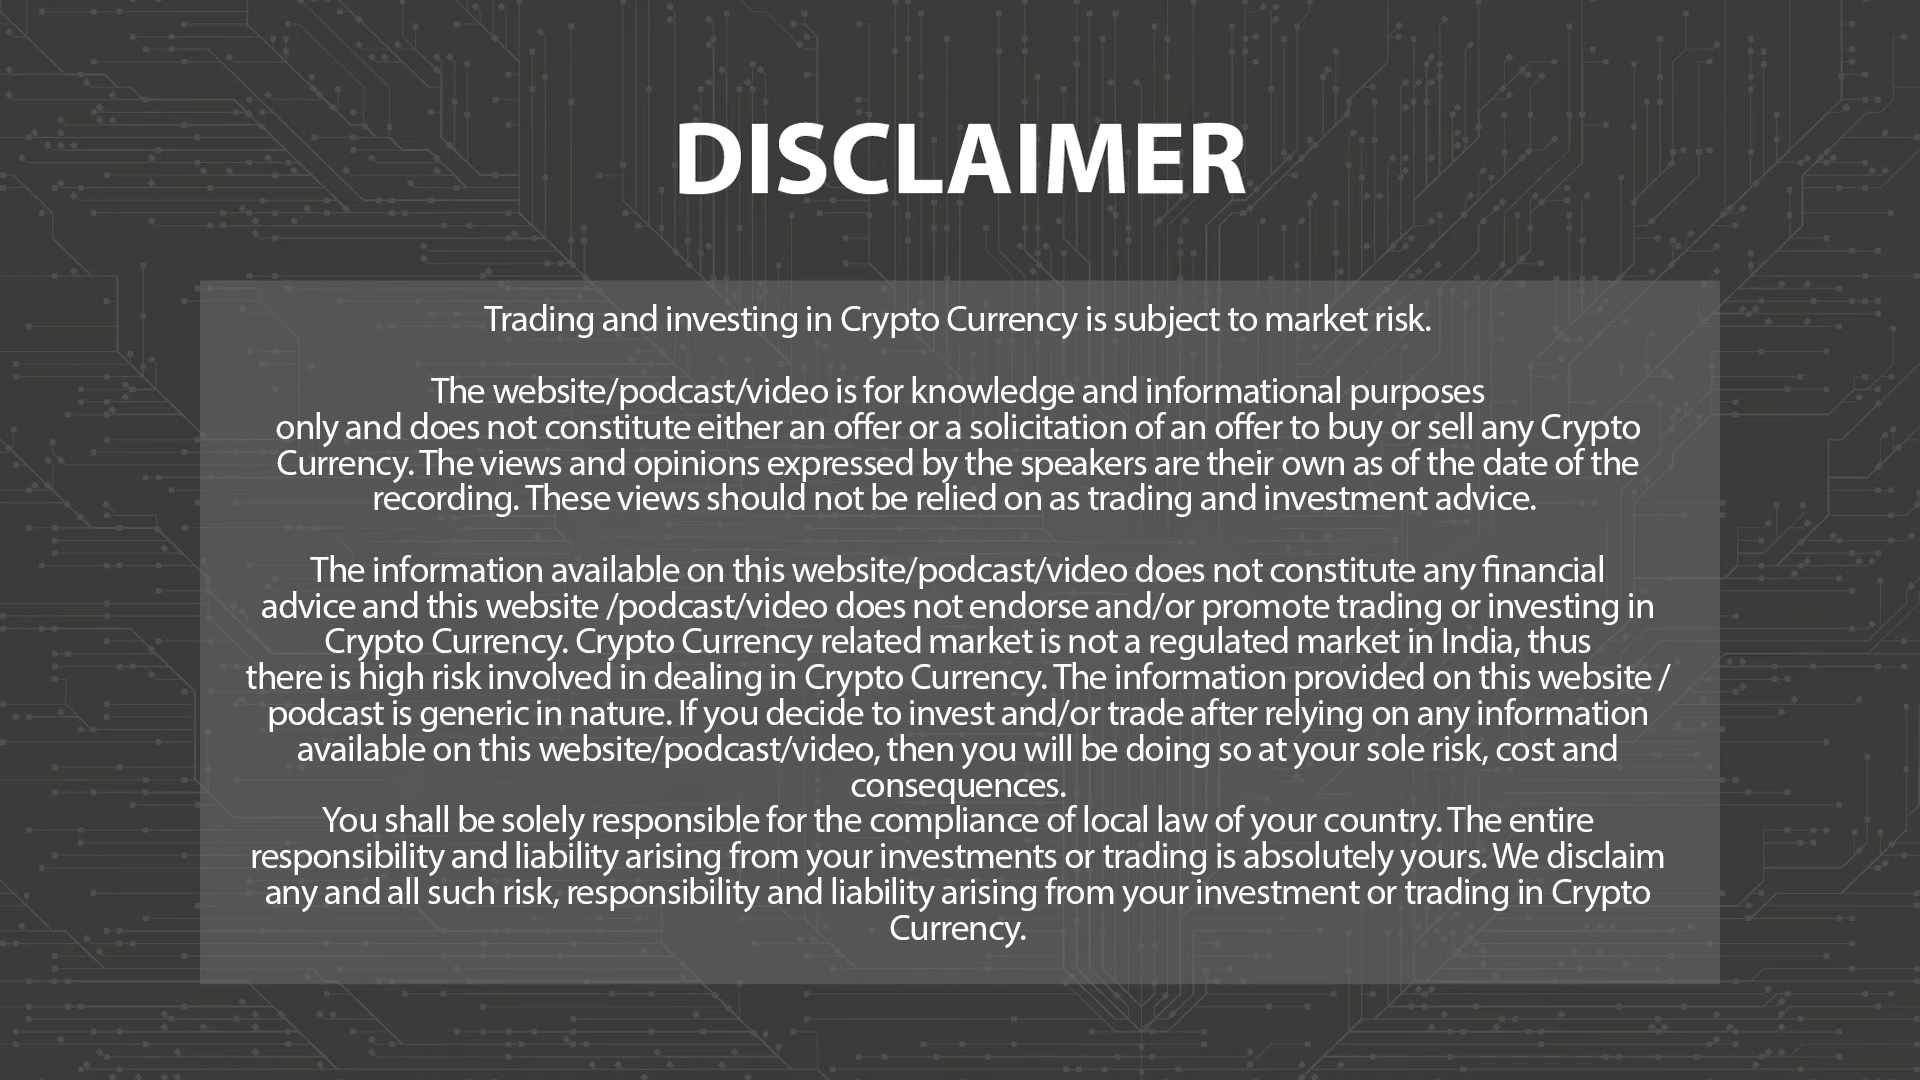 DISCLAIMER
Trading and investing in Crypto Currency is subject to market risk.
The website/podcast/video is for knowledge and informational purposes
only and does not constitute either an offer or a solicitation of an offer to buy or sell any Crypto
Currency. The views and opinions expressed by the speakers are their own as of the date of the
recording. These views should not be relied on as trading and investment advice.
The information available on this website/podcast/video does not constitute any financial
advice and this website /podcast/video does not endorse and/or promote trading or investing in
Crypto Currency. Crypto Currency related market is not a regulated market in India, thus
there is high risk involved in dealing in Crypto Currency. The information provided on this website /
podcast is generic in nature. If you decide to invest and/or trade after relying on any information
available on this website/podcast/video, then you will be doing so at your sole risk, cost and
consequences.
You shall be solely responsible for the compliance of local law of your country. The entire
responsibility and liability arising from your investments or trading is absolutely yours. We disclaim
any and all such risk, responsibility and liability arising from your investment or trading in Crypto
Currency.